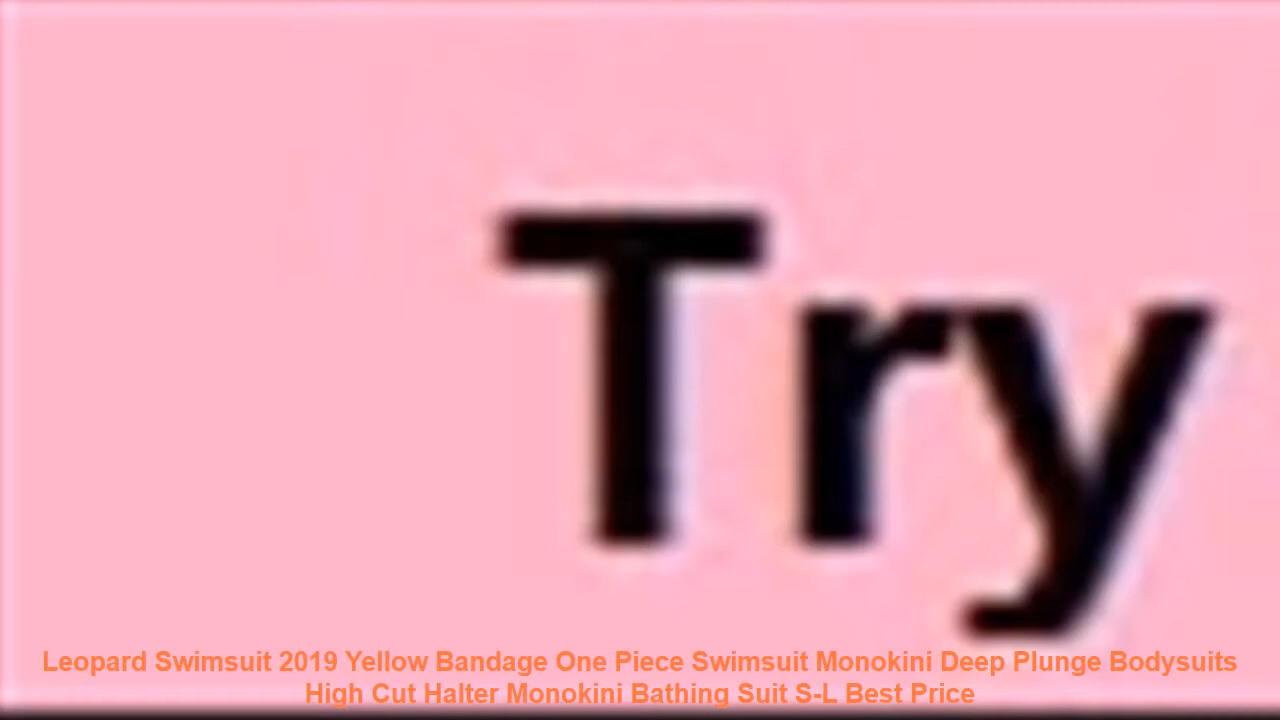 Try
Leopard Swimsuit 2019 Yellow Bandage One Piece Swimsuit Monokini Deep Plunge Bodysuits
High Cut Halter Monokini Bathing Suit S-L Best Price